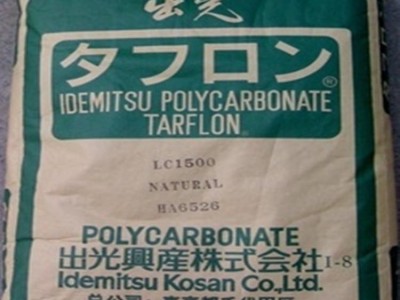 出光
タフロン®
IDEMITSU POLYCARBONATE
TARFLON®
LC1500
NATURAL
HA6526
POLYCARBONATE
出光興産株式会社 I-8
Idemitsu Kosan Co.,Ltd.